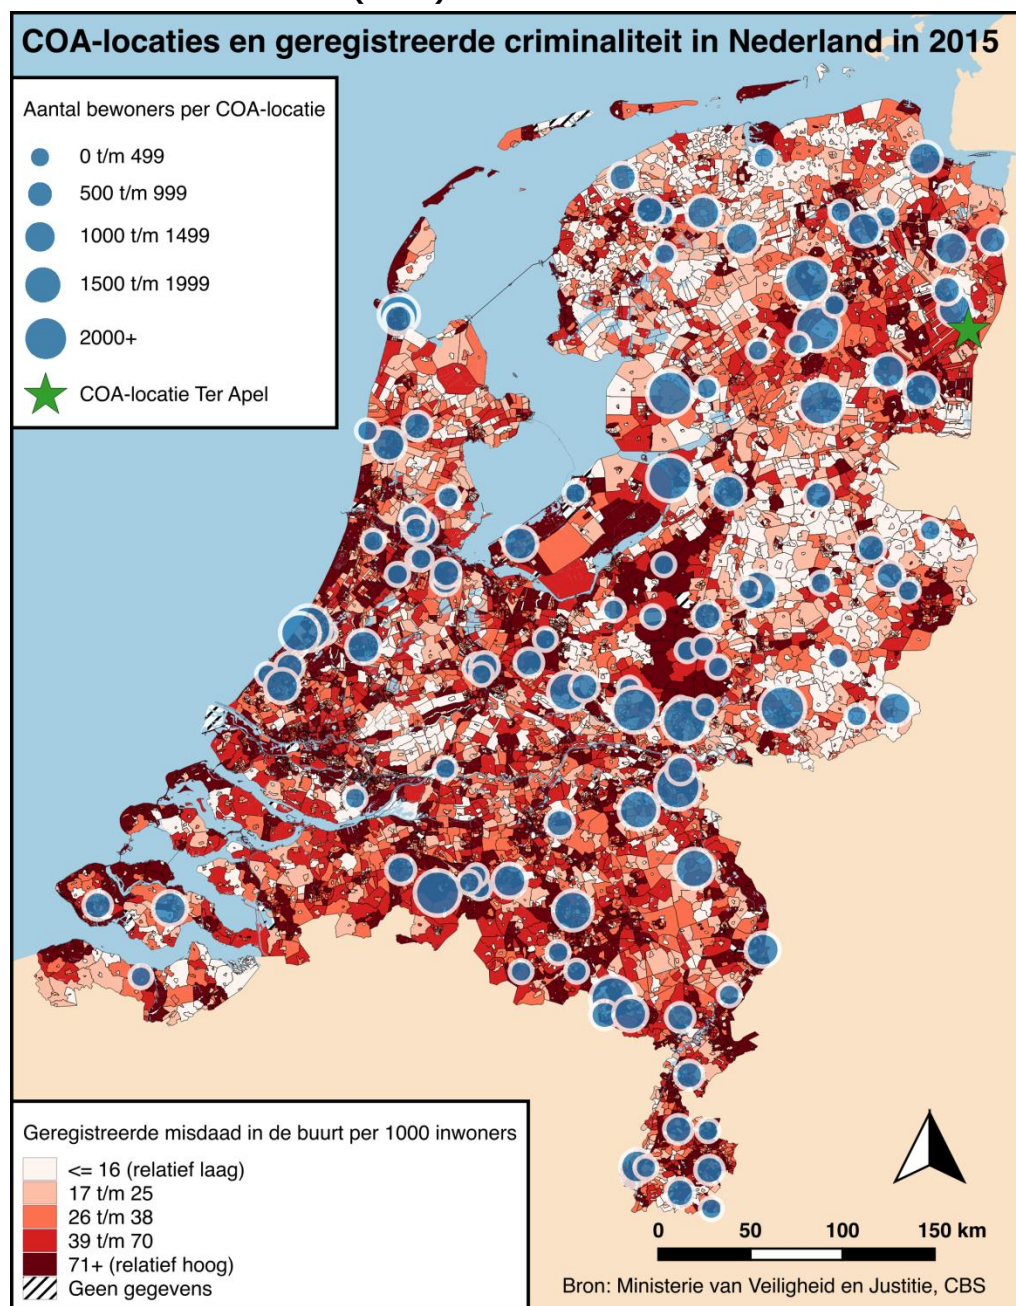 COA-locaties en geregistreerde criminaliteit in Nederland in 2015
Aantal bewoners per COA-locatie
0 t/m 499
500 t/m 999
1000 t/m 1499
1500 t/m 1999
2000+
COA-locatie Ter Apel
Geregistreerde misdaad in de buurt per 1000 inwoners
<= 16 (relatief laag)
17 t/m 25
26 t/m 38
39 t/m 70
71+ (relatief hoog)
Geen gegevens
0 50 100 150 km
Bron: Ministerie van Veiligheid en Justitie, CBS